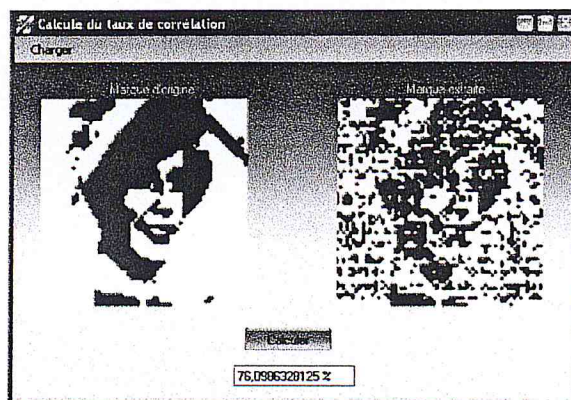 Calcule du taux de corrélation
Charger
Marque d'origine
Marque extraite
Calculer
76,0986328125 %